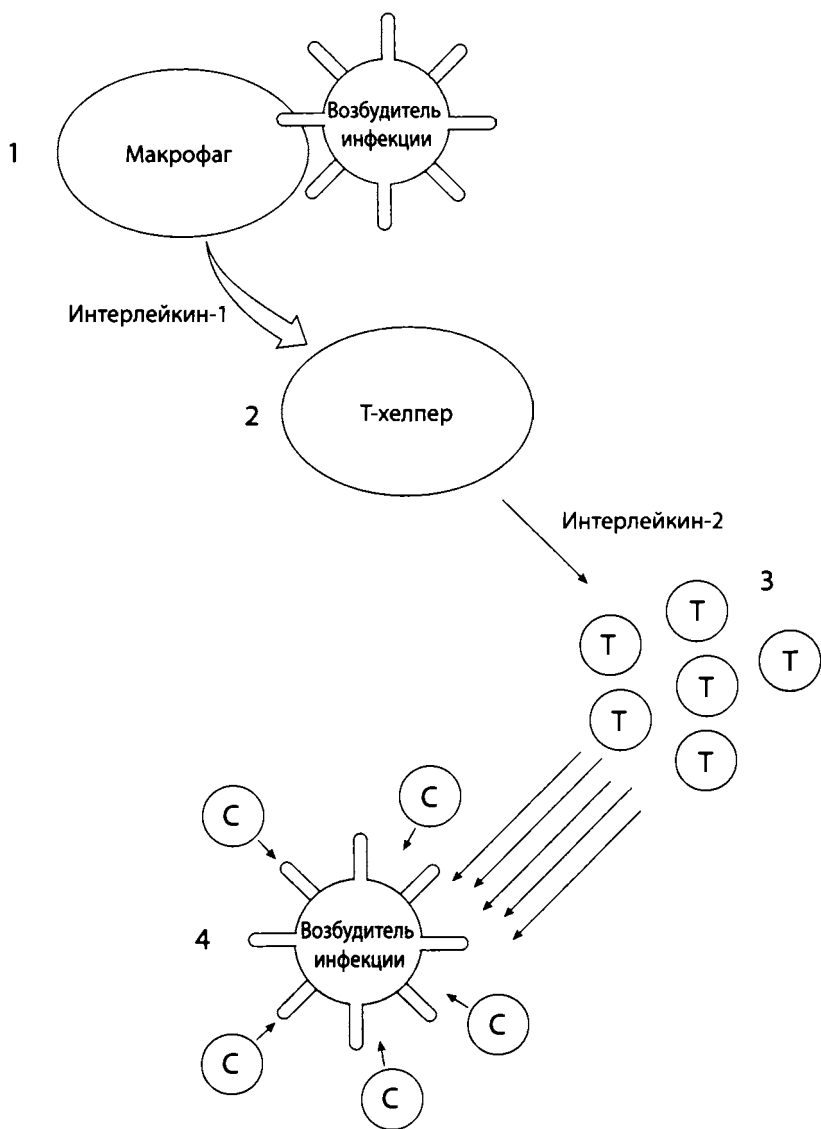 Возбудитель
инфекции
1
Макрофаг
Интерлейкин-1
2
Т-хелпер
Интерлейкин-2
3
Т
Т
Т
Т
Т
Т
С
С
4
Возбудитель
инфекции
С
С
С